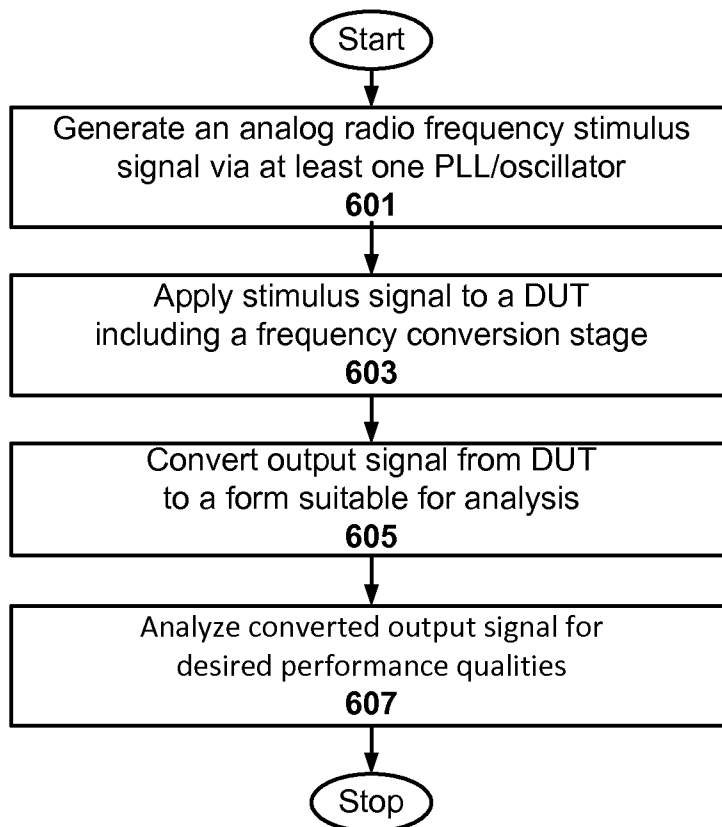 Start
Generate an analog radio frequency stimulus
signal via at least one PLL/oscillator
601
Apply stimulus signal to a DUT
including a frequency conversion stage
603
Convert output signal from DUT
to a form suitable for analysis
605
Analyze converted output signal for
desired performance qualities
607
Stop